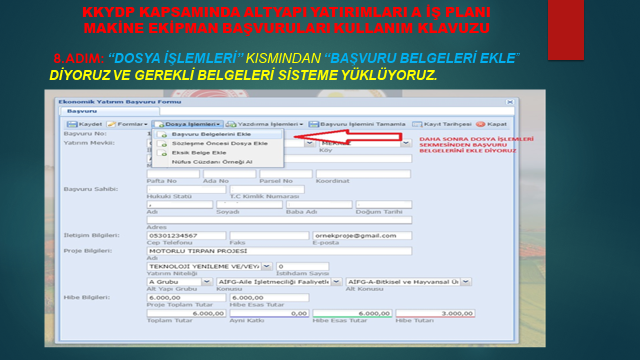 KKYDP KAPSAMINDA ALTYAPI YATIRIMLARI A İŞ PLANI
MAKİNE EKİPMAN BAŞVURULARI KULLANIM KLAVUZU
8.ADIM: “DOSYA İŞLEMLERİ” KISMINDAN “BAŞVURU BELGELERİ EKLE”
DİYORUZ VE GEREKLİ BELGELERİ SİSTEME YÜKLÜYORUZ.
Ekonomik Yatırım Başvuru Formu
Başvuru
Kaydet Formlar Dosya İşlemleri Yazdırma İşlemleri Başvuru İşlemini Tamamla Kayıt Tarihçesi Kapat
Başvuru No:
Başvuru Belgelerini Ekle
Sözleşme Öncesi Dosya Ekle
Eksik Belge Ekle
Nüfus Cüzdanı Örneği Al
DAHA SONRA DOSYA İŞLEMLERİ
SEKMESİNDEN BAŞVURU
BELGELERİNİ EKLE DİYORUZ
Yatırım Mevkii:
Köy
Pafta No Ada No Parsel No Koordinat
Başvuru Sahibi:
Hukuki Statü T.C Kimlik Numarası
Adı Soyadı Baba Adı Doğum Tarihi
Adres
İletişim Bilgileri: 05301234567 ornekproje@gmail.com
Cep Telefonu Faks E-posta
Proje Bilgileri: MOTORLU TIRPAN PROJESİ
Adı
TEKNOLOJİ YENİLEME VE/VEYA 0
Yatırım Niteliği İstihdam Sayısı
A Grubu AİFG-Aile İşletmeciliği Faaliyetle AİFG-A-Bitkisel ve Hayvansal Ür
Alt Yapı Grubu Konusu Alt Konusu
Hibe Bilgileri: 6.000,00 6.000,00
Proje Toplam Tutar Hibe Esas Tutar
6.000,00 0,00 6.000,00 3.000,00
Toplam Tutar Ayni Katkı Hibe Esas Tutar Hibe Tutarı